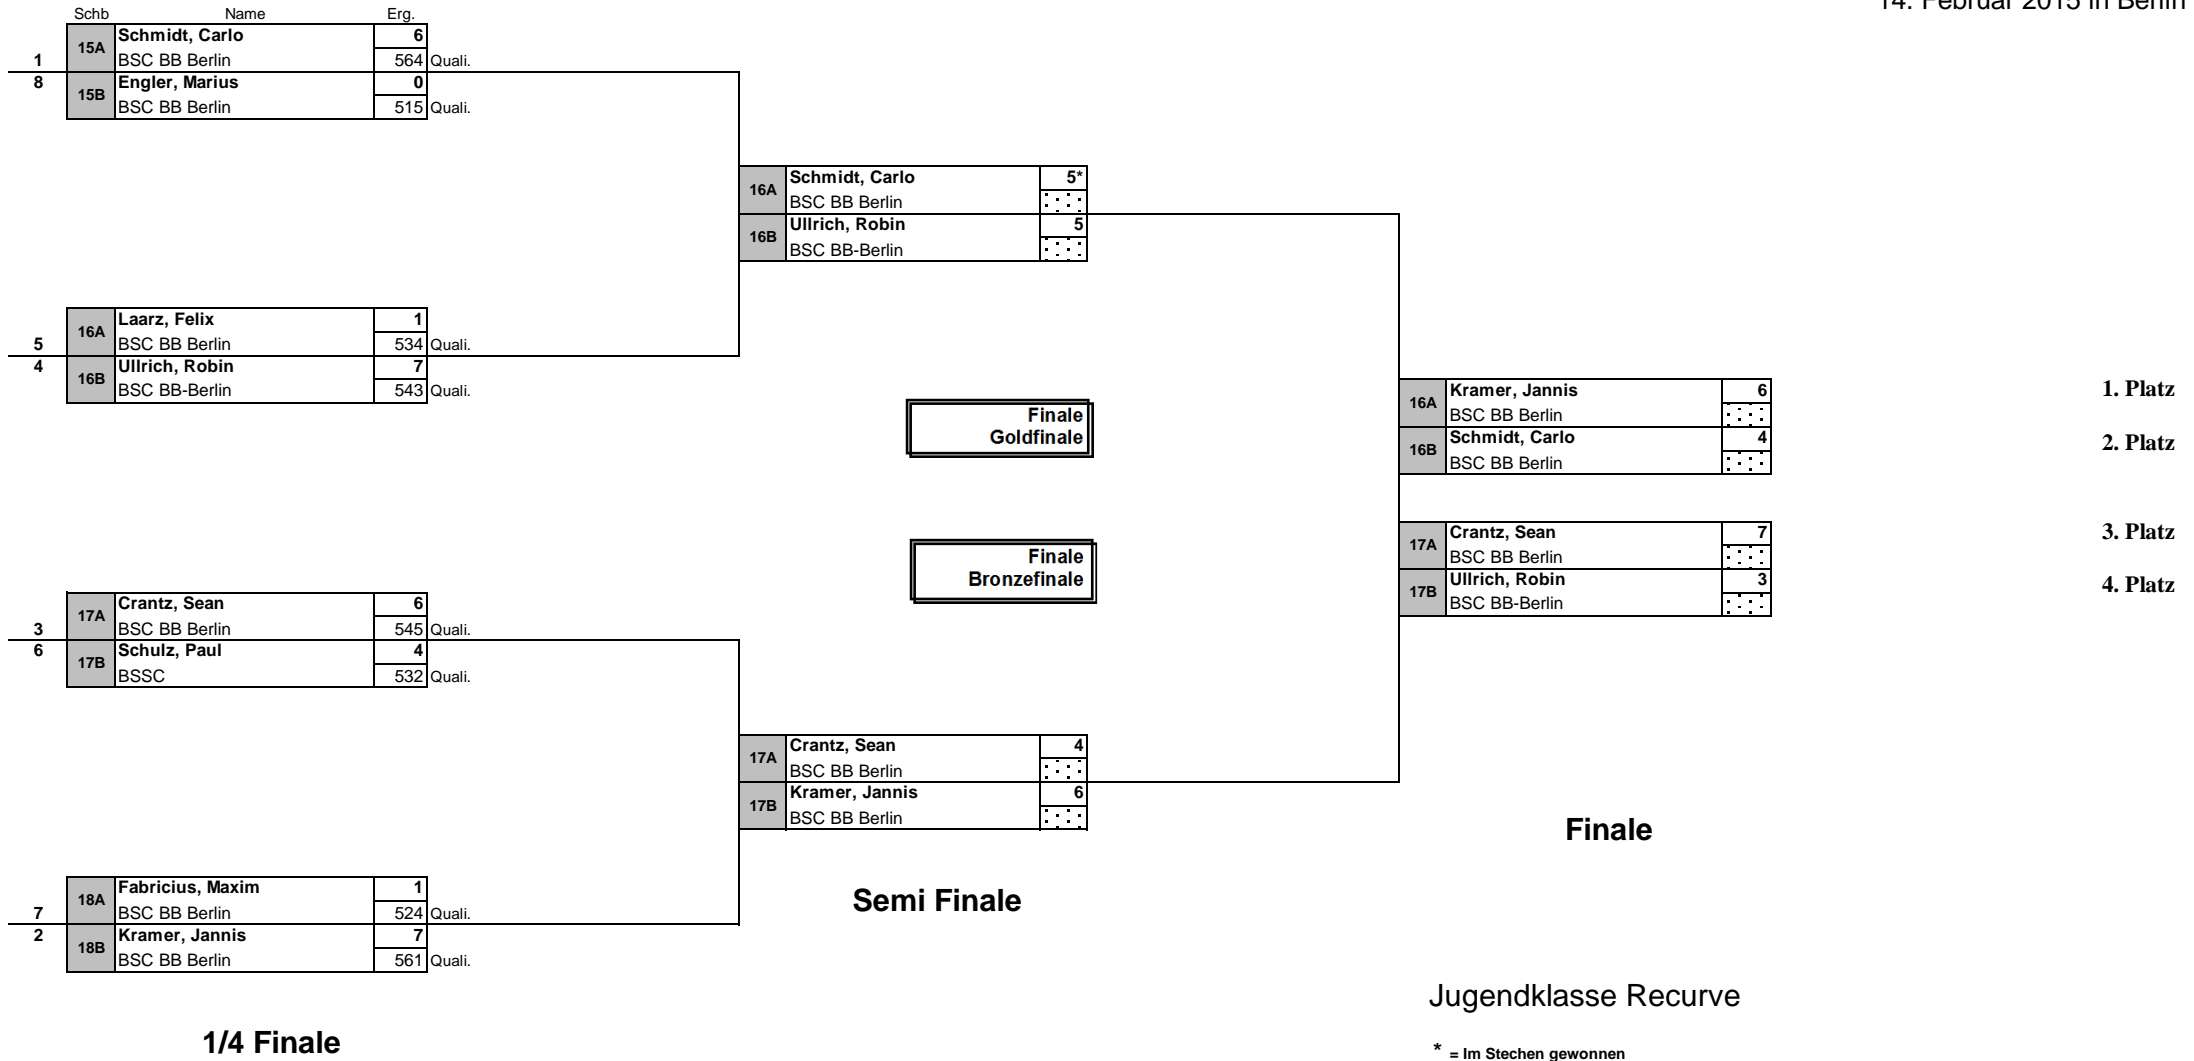 14. Februar 2015 in Berlin
Schb Name Erg.
15A Schmidt, Carlo 6
1 BSC BB Berlin 564 Quali.
8 15B Engler, Marius 0
BSC BB Berlin 515 Quali.
16A Schmidt, Carlo 5*
BSC BB Berlin
16B Ullrich, Robin 5
BSC BB-Berlin
16A Laarz, Felix 1
5 BSC BB Berlin 534 Quali.
4 16B Ullrich, Robin 7
BSC BB-Berlin 543 Quali.
Finale
Goldfinale
16A Kramer, Jannis 6 1. Platz
BSC BB Berlin
16B Schmidt, Carlo 4 2. Platz
BSC BB Berlin
Finale
Bronzefinale
17A Crantz, Sean 7 3. Platz
BSC BB Berlin
17B Ullrich, Robin 3 4. Platz
BSC BB-Berlin
17A Crantz, Sean 6
3 BSC BB Berlin 545 Quali.
6 17B Schulz, Paul 4
BSSC 532 Quali.
17A Crantz, Sean 4
BSC BB Berlin
17B Kramer, Jannis 6
BSC BB Berlin
Finale
18A Fabricius, Maxim 1
7 BSC BB Berlin 524 Quali.
2 18B Kramer, Jannis 7
BSC BB Berlin 561 Quali.
Semi Finale
Jugendklasse Recurve
1/4 Finale
* = Im Stechen gewonnen